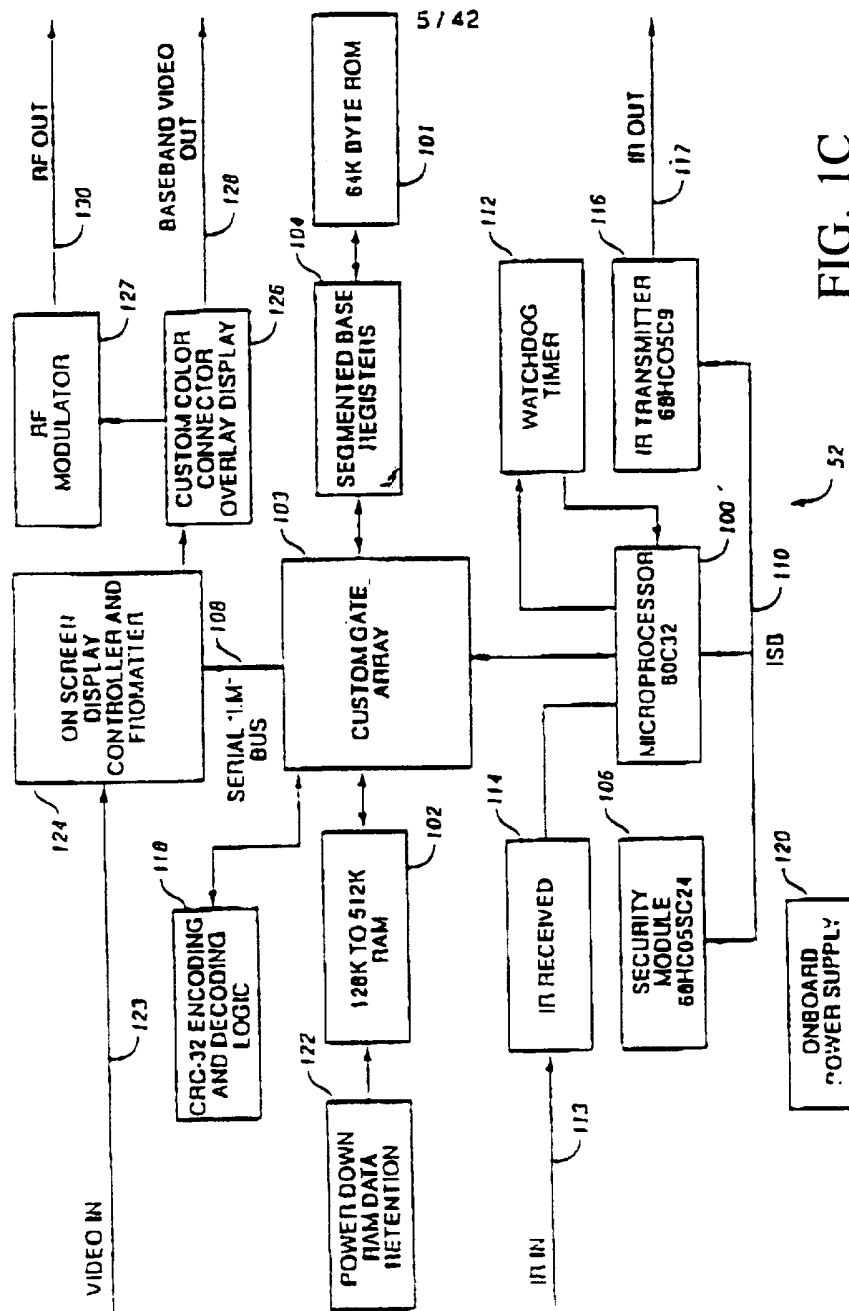 5 / 42
VIDEO IN
123
124
ON SCREEN
DISPLAY
CONTROLLER AND
FROMATTER
RF
MODULATOR
127
130
RF OUT
CUSTOM COLOR
CONNECTOR
OVERLAY DISPLAY
126
128
BASEBAND VIDEO
OUT
118
CRC-32 ENCODING
AND DECODING
LOGIC
SERIAL "I.M"
BUS
108
122
POWER DOWN
RAM DATA
RETENTION
128K TO 512K
RAM
102
CUSTOM GATE
ARRAY
103
SEGMENTED BASE
REGISTERS
104
64K BYTE ROM
101
IR IN
113
IR RECEIVED
114
WATCHDOG
TIMER
112
SECURITY
MODULE
68HC05SC24
106
MICROPROCESSOR
80C32
100
IR TRANSMITTER
68HC05C9
116
IR OUT
117
ISB
110
ONBOARD
POWER SUPPLY
120
52
FIG. 1C